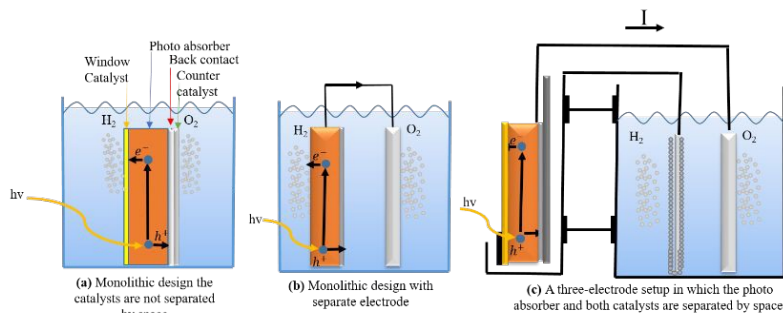 Photo absorber
Window
Back contact
Catalyst
Counter
catalyst
H2
O2
e−
hv
h+
(a) Monolithic design the
catalysts are not separated
H2
O2
e−
hv
h+
(b) Monolithic design with
separate electrode
I
H2
O2
e
hv
h+
(c) A three-electrode setup in which the photo
absorber and both catalysts are separated by space